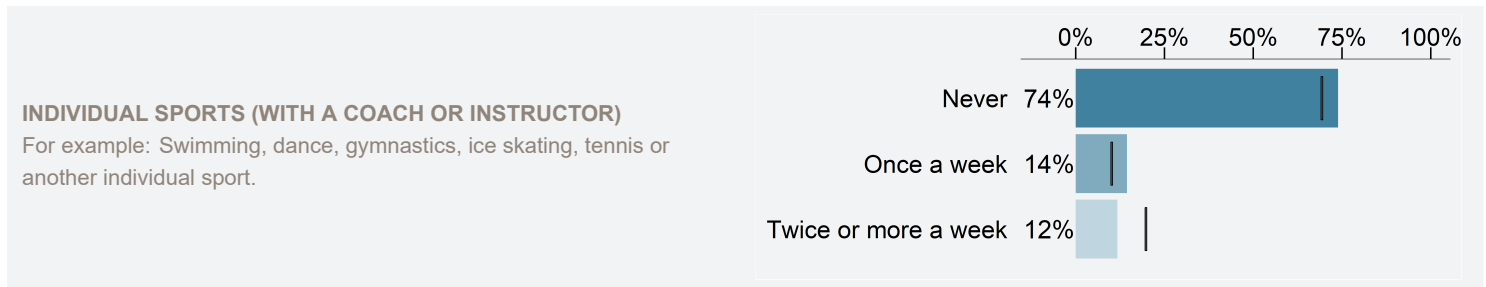 INDIVIDUAL SPORTS (WITH A COACH OR INSTRUCTOR)
For example: Swimming, dance, gymnastics, ice skating, tennis or
another individual sport.
0% 25% 50% 75% 100%
Never 74%
Once a week 14%
Twice or more a week 12%